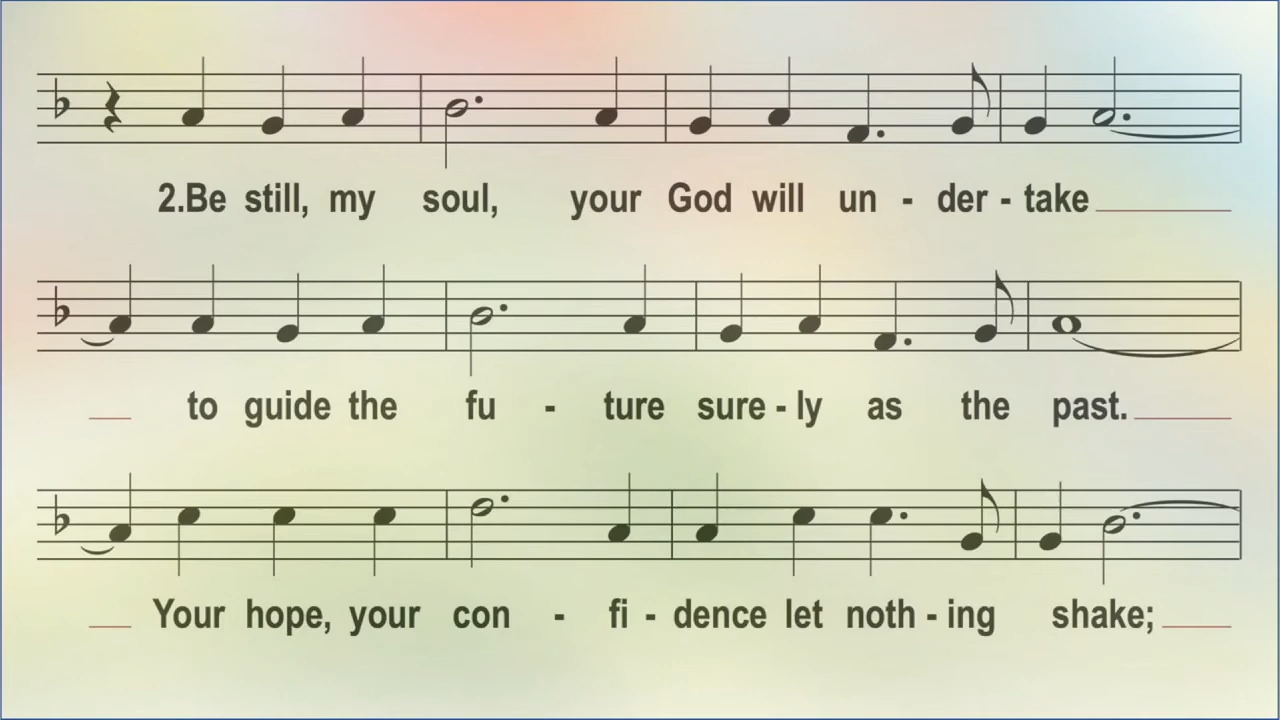 2.Be still, my soul, your God will un - der - take
to guide the fu - ture sure - ly as the past.
Your hope, your con - fi - dence let noth - ing shake;